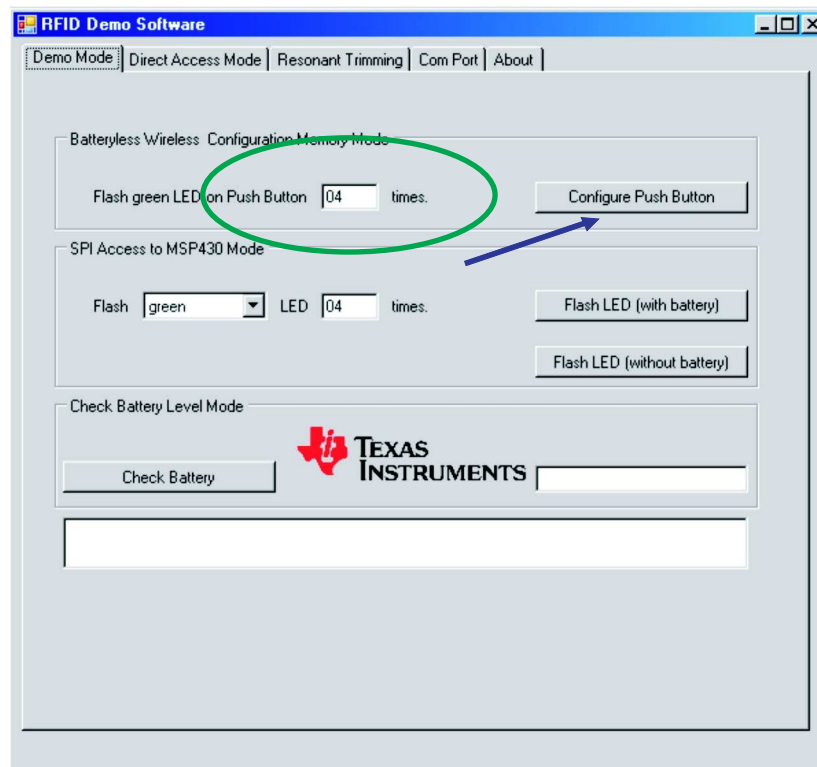 RFID Demo Software
Demo Mode Direct Access Mode Resonant Trimming Com Port About
Batteryless Wireless Configuration Memory Mode
Flash green LED on Push Button 04 times. Configure Push Button
SPI Access to MSP430 Mode
Flash green LED 04 times. Flash LED (with battery)
Flash LED (without battery)
Check Battery Level Mode
Check Battery
TEXAS
INSTRUMENTS